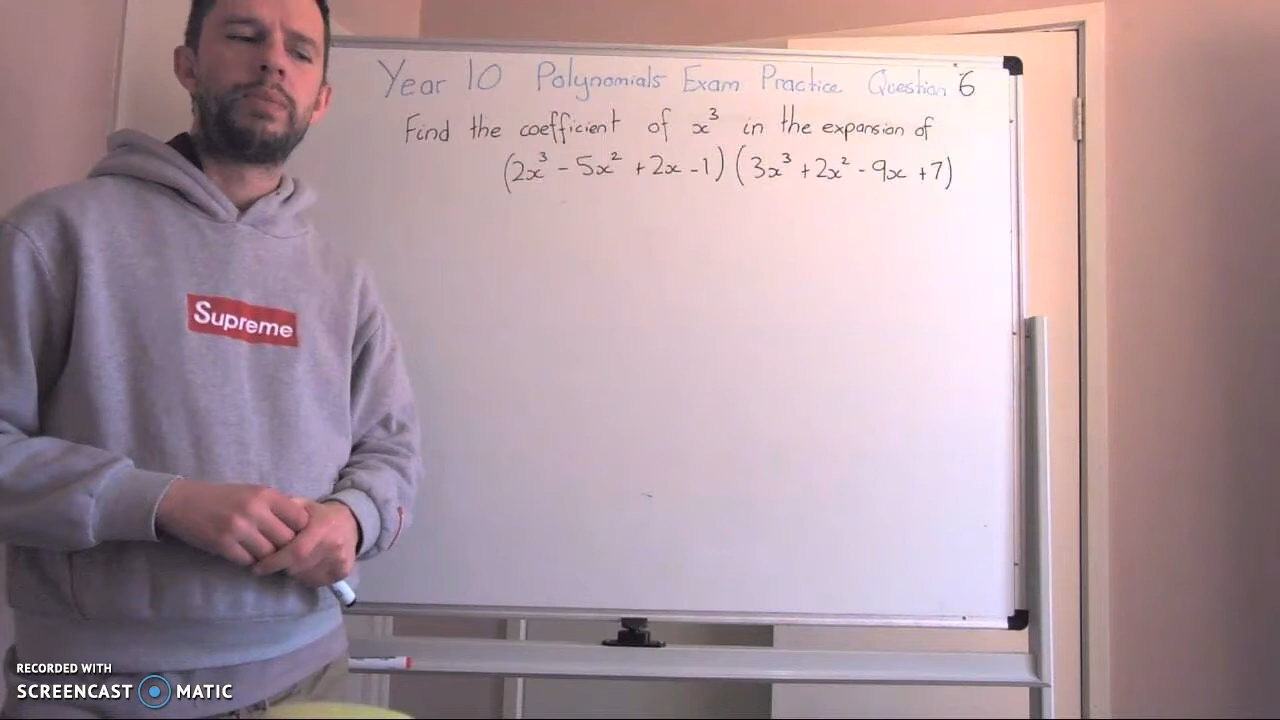 Year 10 Polynomials Exam Practice Question 6
Find the coefficient of x³ in the expansion of
(2x³ - 5x² + 2x - 1) (3x³ + 2x² - 9x + 7)
Supreme
RECORDED WITH
SCREENCAST MATIC